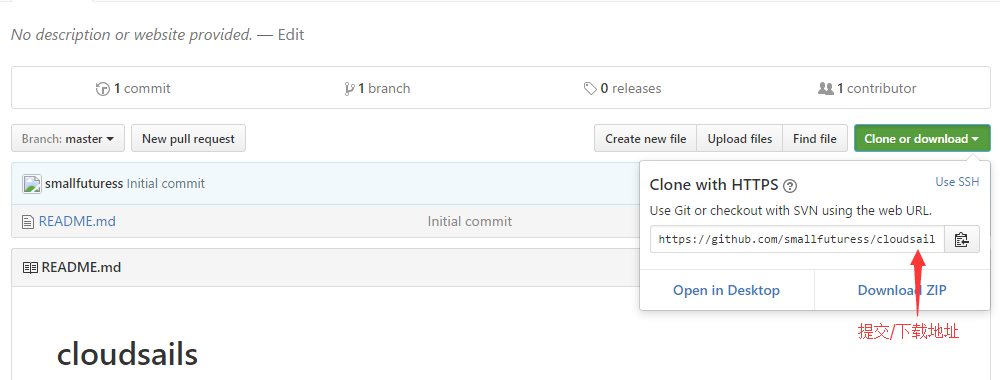 No description or website provided. — Edit
1 commit
1 branch
0 releases
1 contributor
Branch: master
New pull request
Create new file
Upload files
Find file
Clone or download
smallfuturess Initial commit
README.md
Initial commit
Clone with HTTPS ?
Use SSH
Use Git or checkout with SVN using the web URL.
https://github.com/smallfuturess/cloudsail
Open in Desktop
Download ZIP
提交/下载地址
README.md
cloudsails